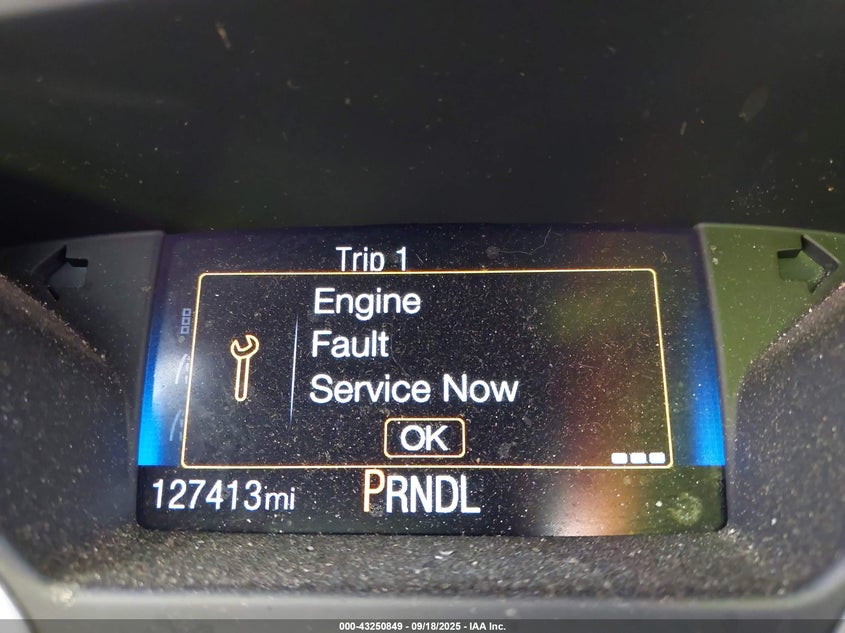 Trip 1
Engine
Fault
Service Now
OK
127413mi PRNDL
000-43250849 - 09/18/2025 - IAA Inc.